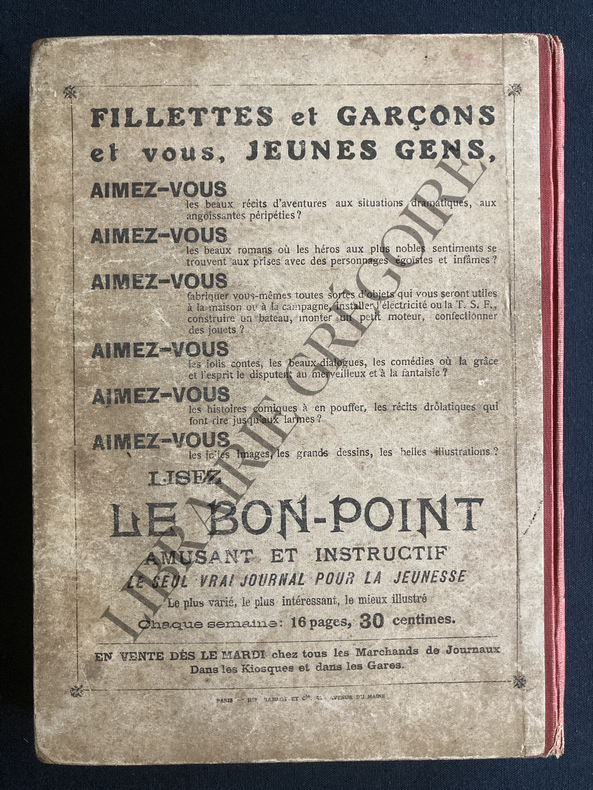 FILLETTES et GARÇONS
et vous, JEUNES GENS,
AIMEZ-VOUS
les beaux récits d'aventures aux situations dramatiques, aux
angoissantes péripéties ?
AIMEZ-VOUS
les beaux romans où les héros aux plus nobles sentiments se
trouvent aux prises avec des personnages égoïstes et infâmes ?
AIMEZ-VOUS
fabriquer vous-mêmes toutes sortes d'objets qui vous seront utiles
à la maison ou à la campagne, installer l'électricité ou la T. S. F.,
construire un bateau, monter un petit moteur, confectionner
des jouets ?
AIMEZ-VOUS
les jolis contes, les beaux dialogues, les comédies où la grâce
et l'esprit le disputent au merveilleux et à la fantaisie ?
AIMEZ-VOUS
les histoires comiques à en pouffer, les récits drôlatiques qui
font rire jusqu'aux larmes ?
AIMEZ-VOUS
les jolies images, les grands dessins, les belles illustrations ?
LISEZ
LE BON-POINT
AMUSANT ET INSTRUCTIF
LE SEUL VRAI JOURNAL POUR LA JEUNESSE
Le plus varié, le plus intéressant, le mieux illustré
Chaque semaine : 16 pages, 30 centimes.
EN VENTE DÈS LE MARDI chez tous les Marchands de Journaux
Dans les Kiosques et dans les Gares.
PARIS — IMP. ET Cie, AVENUE DU MAINE
LIBRAIRIE GRÉGOIRE